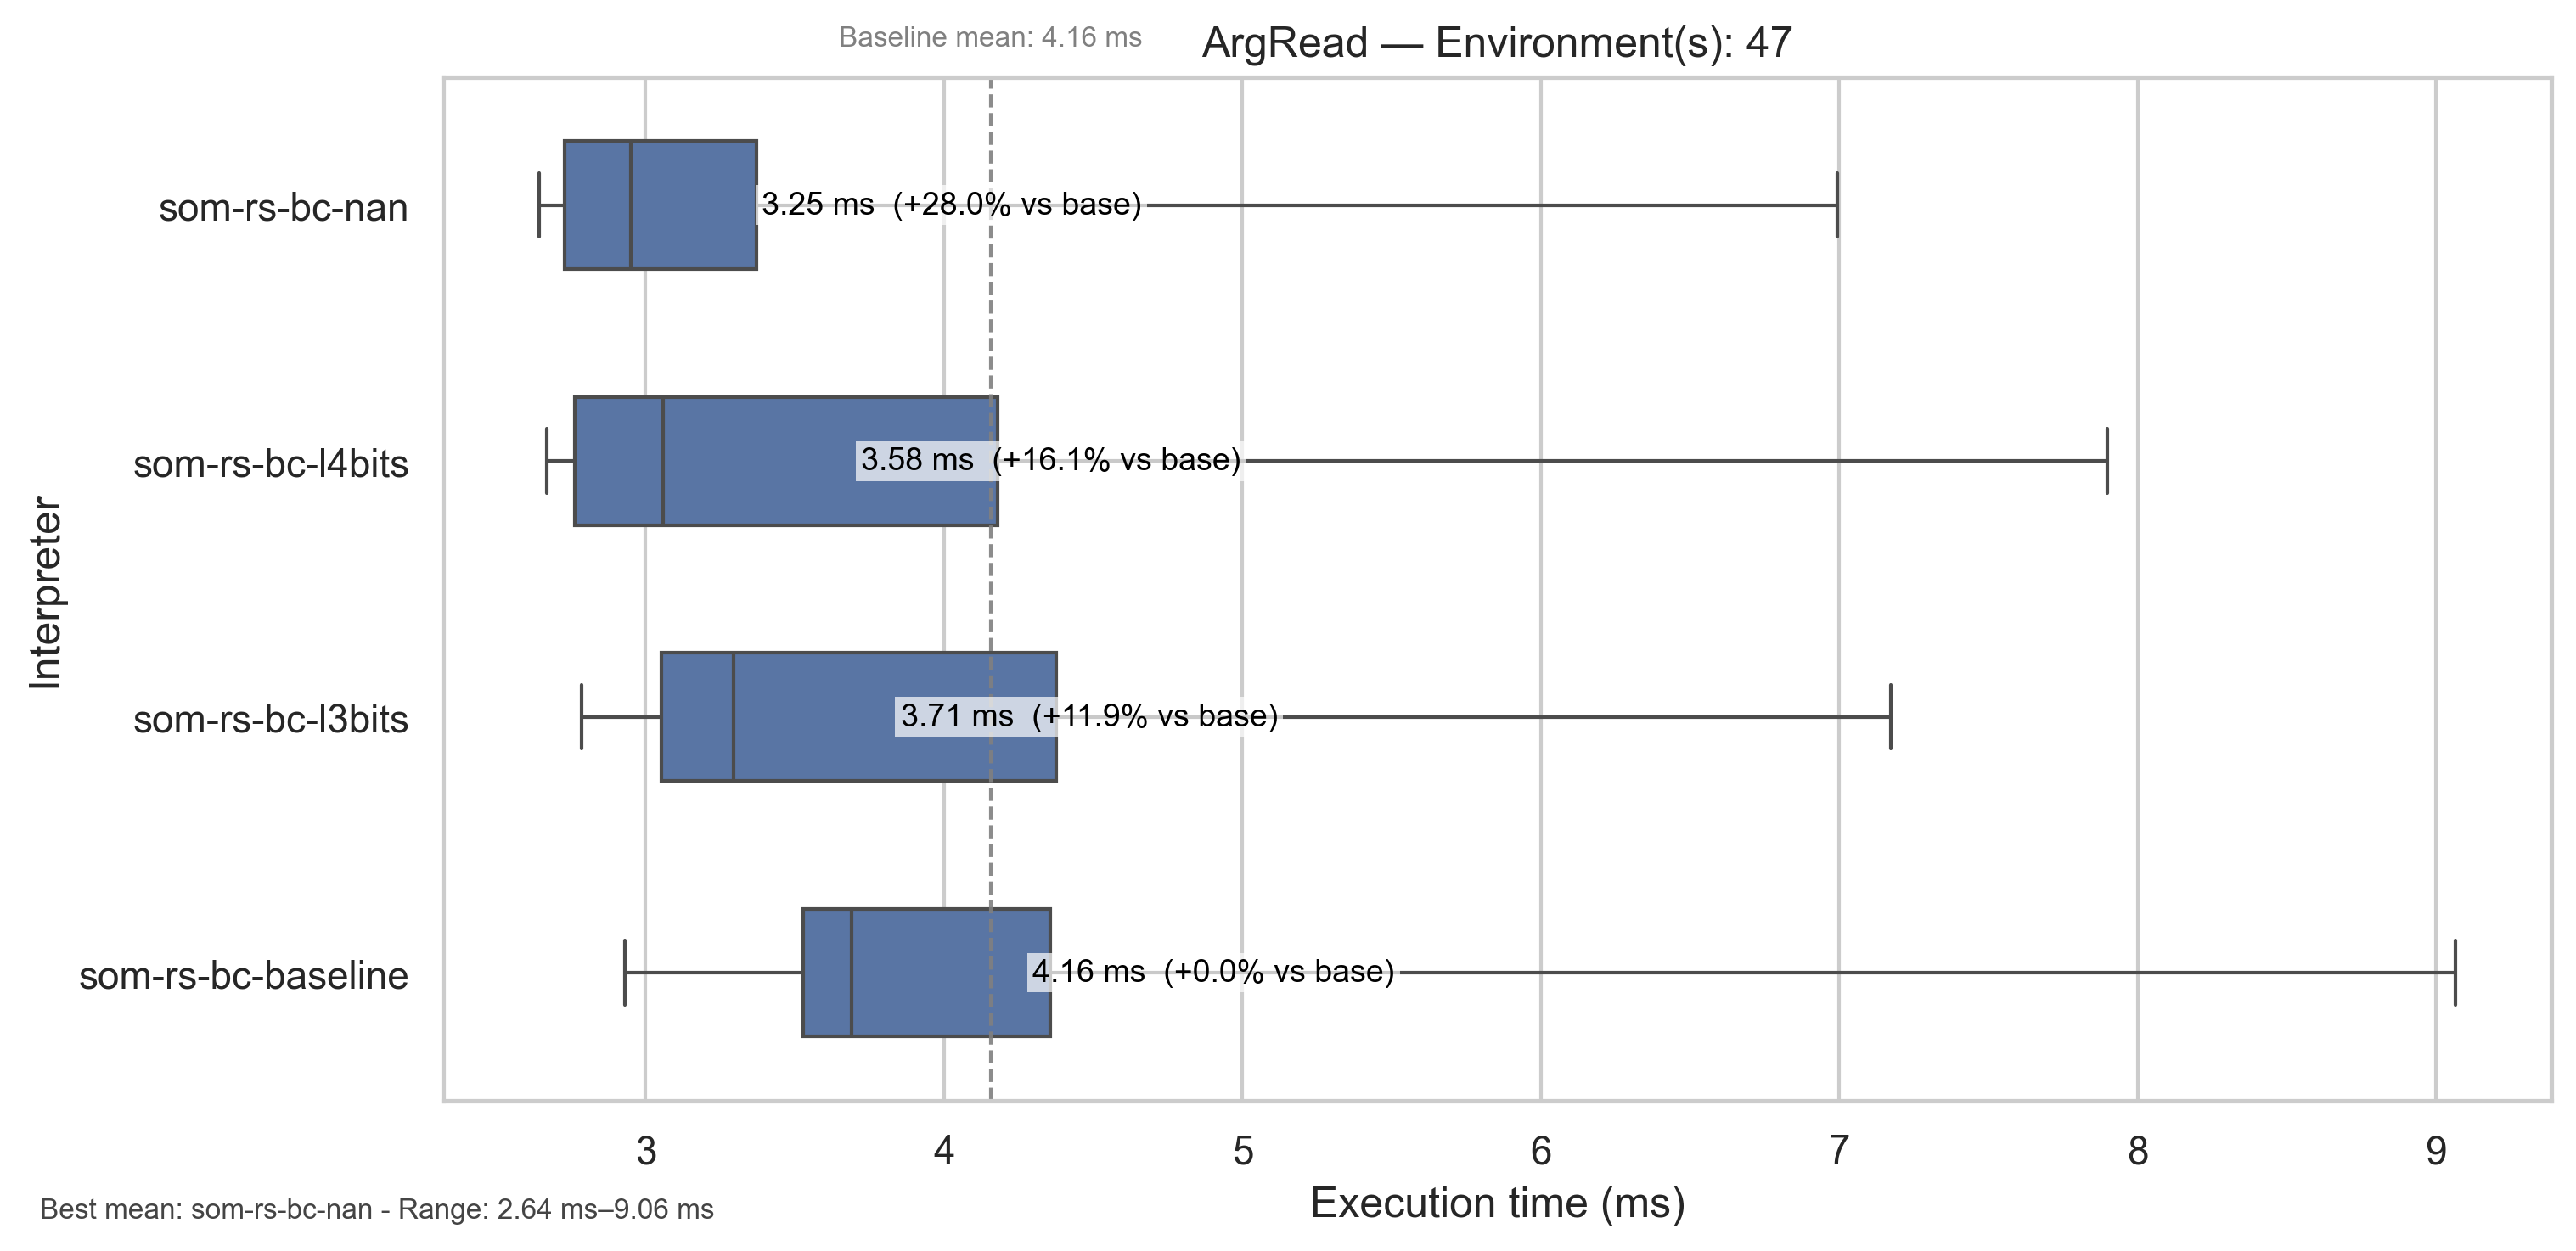 Baseline mean: 4.16 ms
ArgRead — Environment(s): 47
Interpreter
som-rs-bc-nan
3.25 ms  (+28.0% vs base)
som-rs-bc-l4bits
3.58 ms  (+16.1% vs base)
som-rs-bc-l3bits
3.71 ms  (+11.9% vs base)
som-rs-bc-baseline
4.16 ms  (+0.0% vs base)
3 4 5 6 7 8 9
Execution time (ms)
Best mean: som-rs-bc-nan - Range: 2.64 ms–9.06 ms